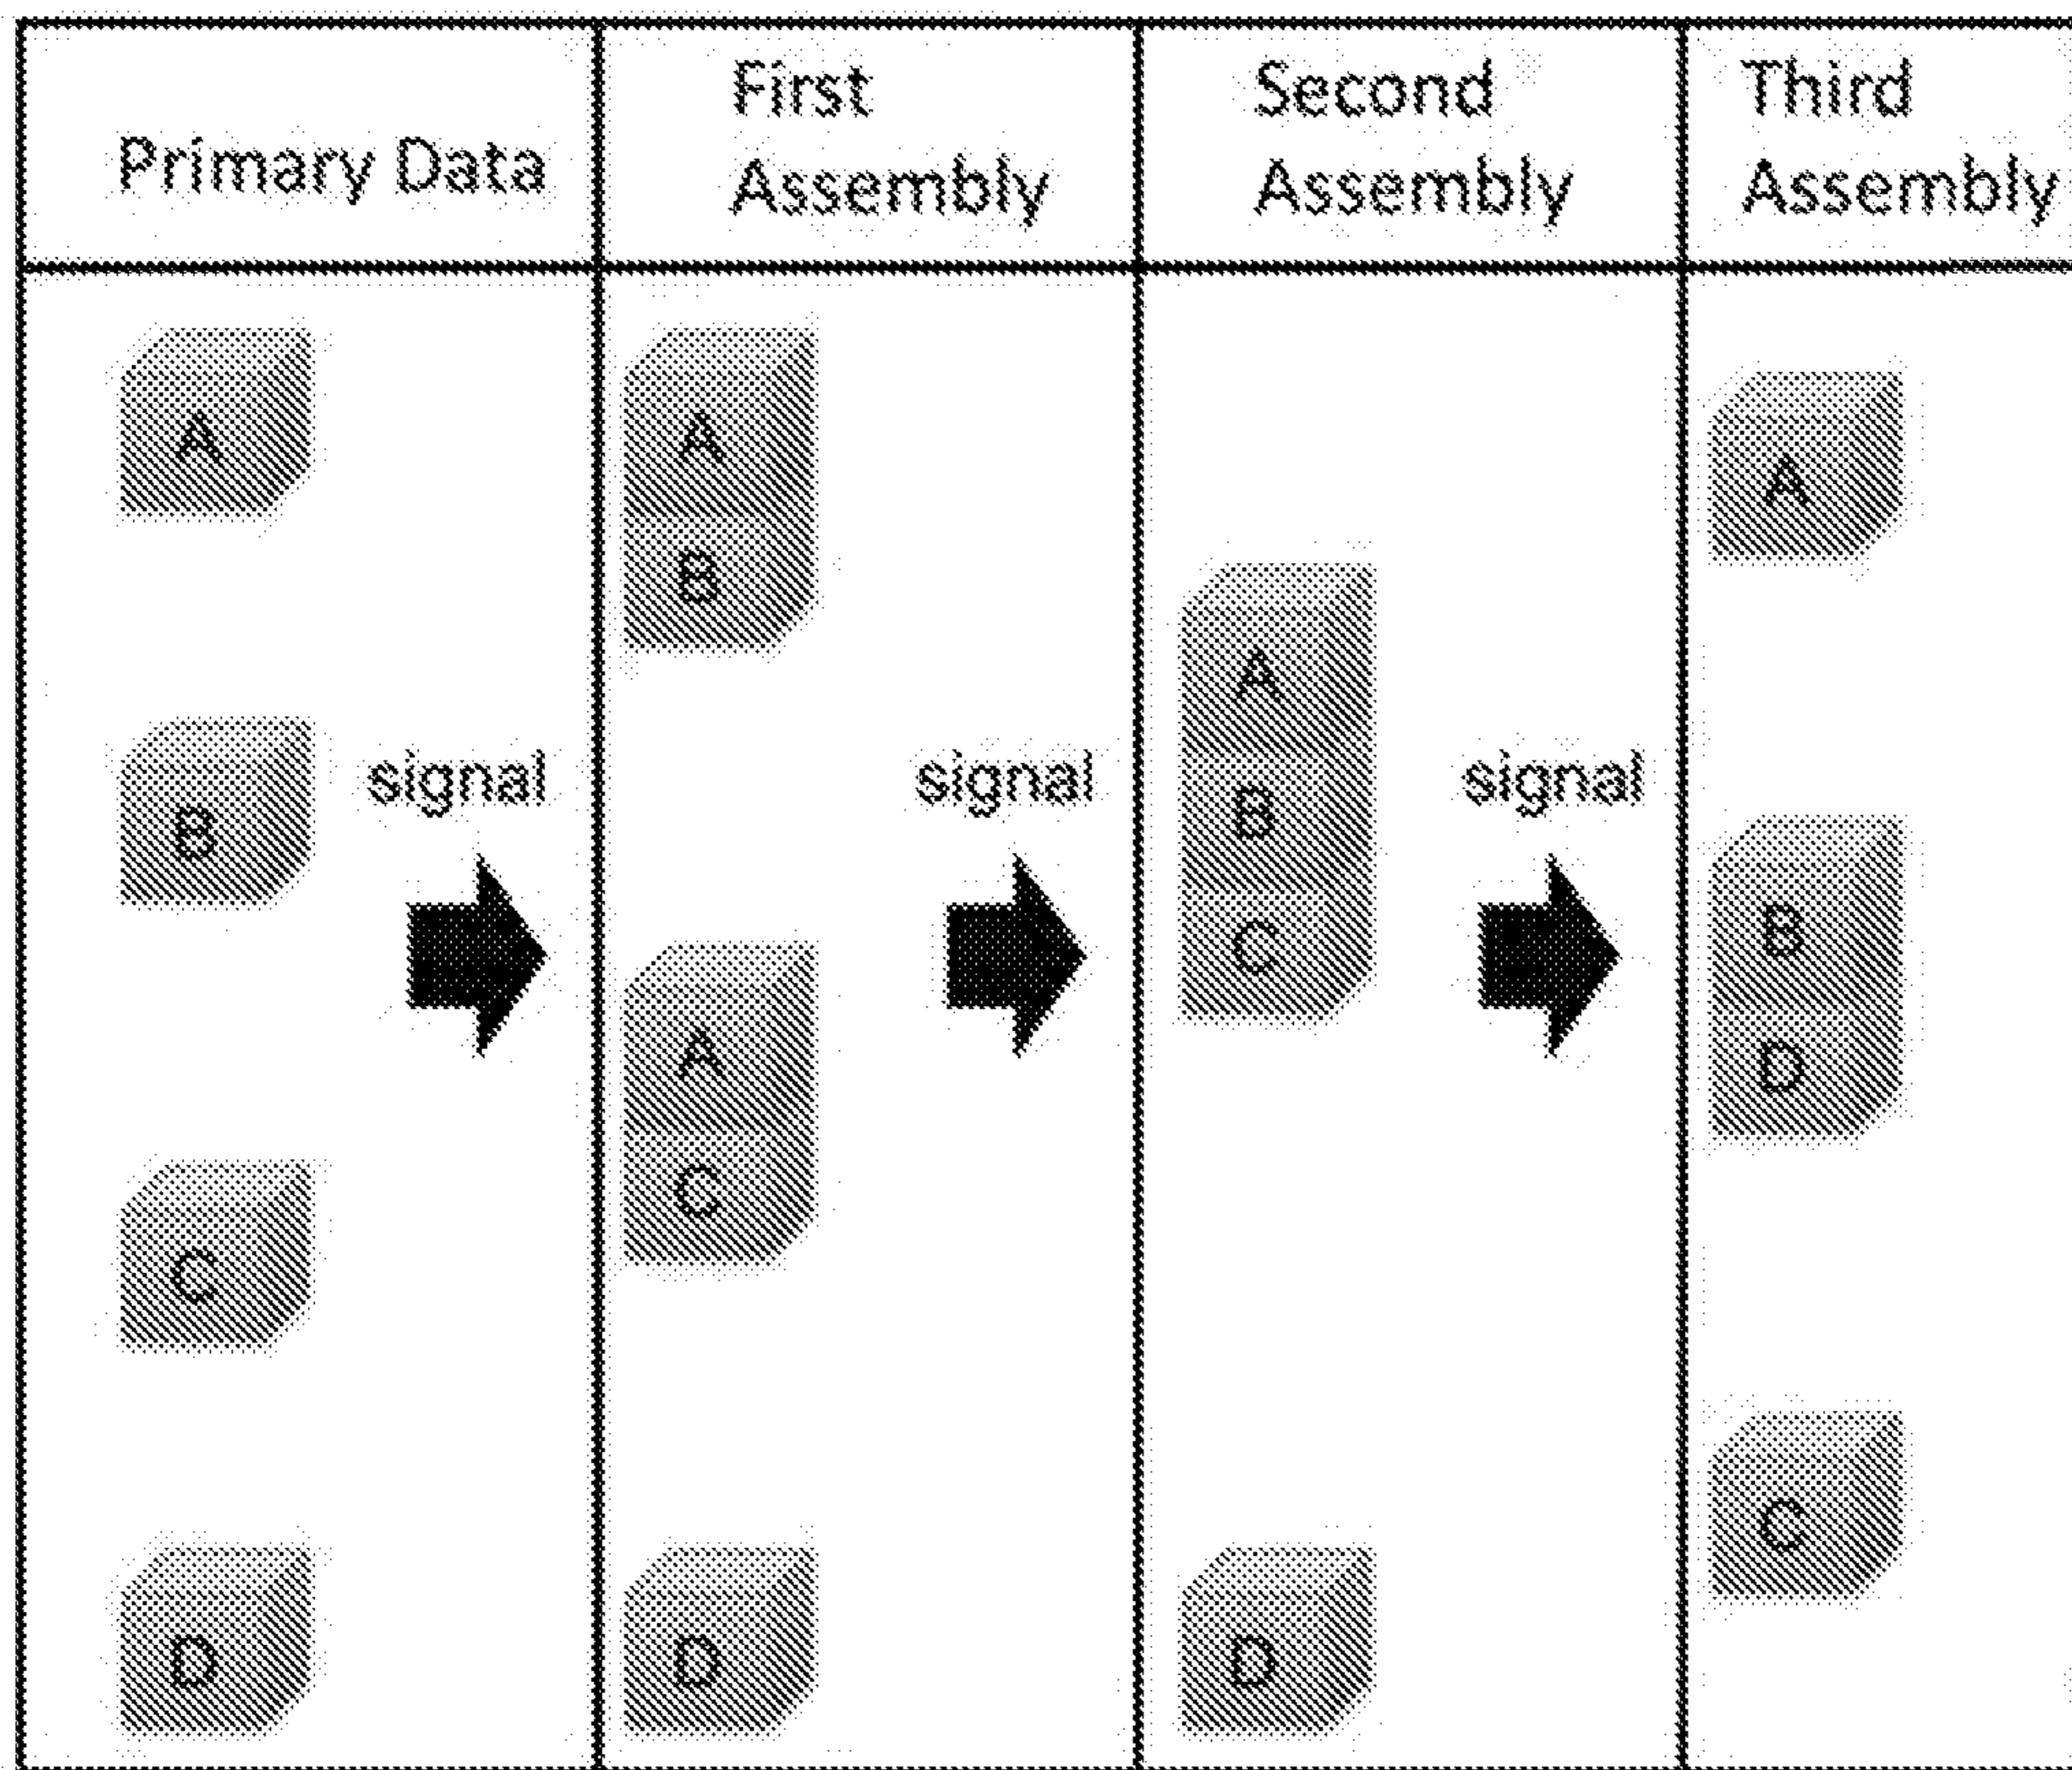 Primary Data
First
Assembly
Second
Assembly
Third
Assembly
A
B
C
D
signal
A
B
A
C
D
signal
A
B
C
D
signal
A
B
D
C